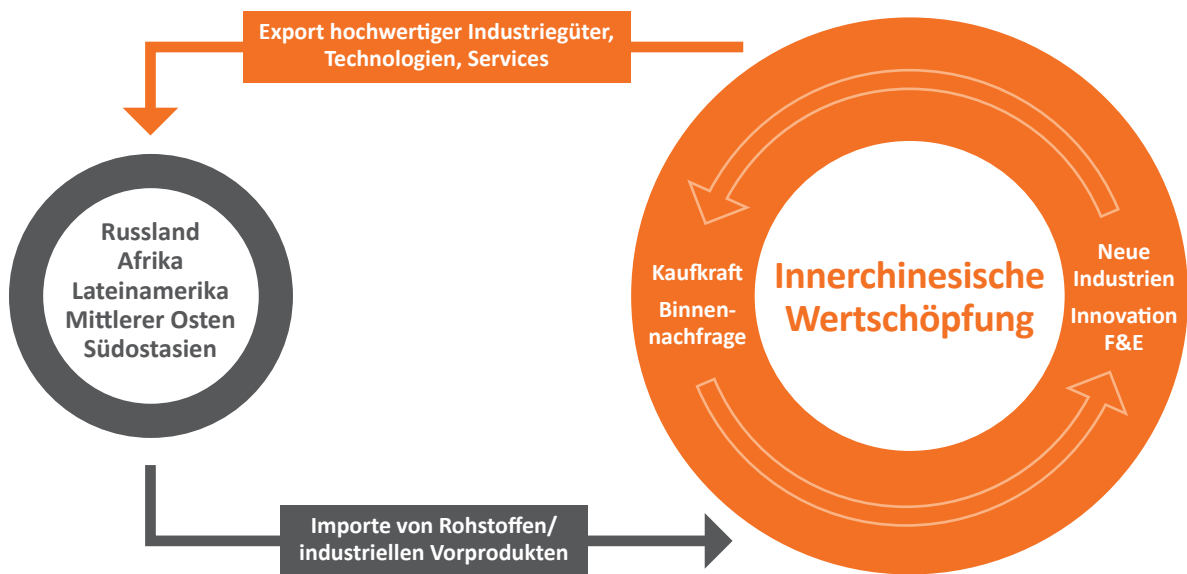 Export hochwertiger Industriegüter,
Technologien, Services
Russland
Afrika
Lateinamerika
Mittlerer Osten
Südostasien
Kaufkraft
Binnen-
nachfrage
Innerchinesische
Wertschöpfung
Neue
Industrien
Innovation
F&E
Importe von Rohstoffen/
industriellen Vorprodukten